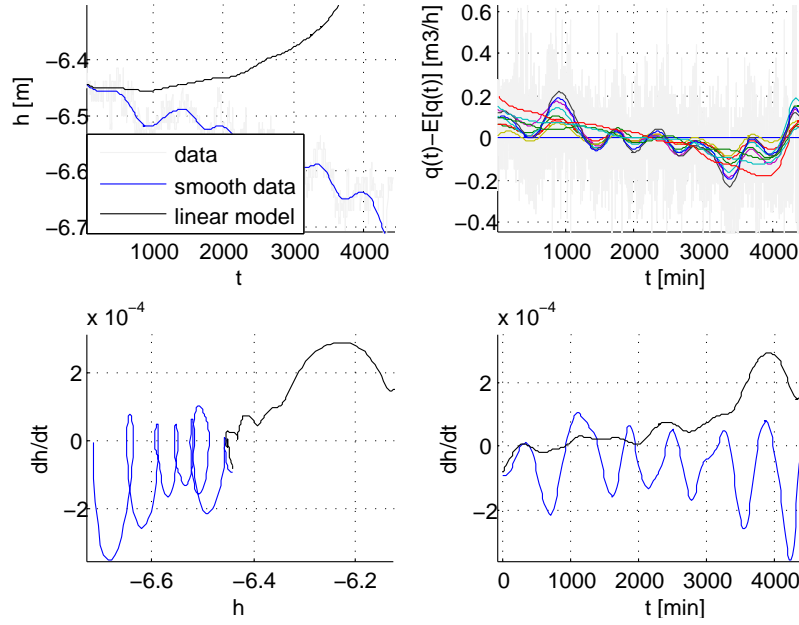 −6.4
−6.5
−6.6
−6.7
h [m]
1000 2000 3000 4000
t
data
smooth data
linear model
0.4
0.2
0
−0.2
−0.4
q(t)−E[q(t)] [m3/h]
1000 2000 3000 4000
t [min]
x 10−4
2
0
−2
dh/dt
−6.6 −6.4 −6.2
h
x 10−4
2
0
−2
dh/dt
0 1000 2000 3000 4000
t [min]